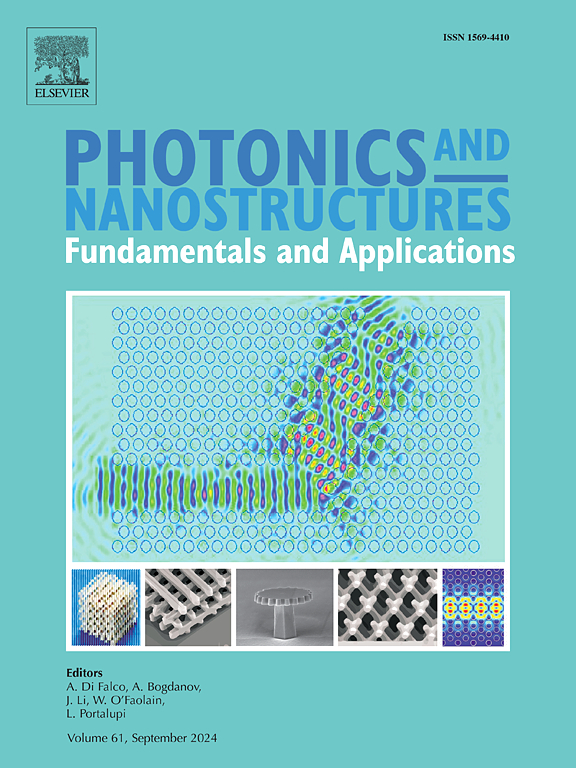 ISSN 1569-4410
ELSEVIER
PHOTONICS AND
NANOSTRUCTURES
Fundamentals and Applications
Editors
A. Di Falco, A. Bogdanov,
J. Li, W. O'Faolain,
L. Portalupi
Volume 61, September 2024